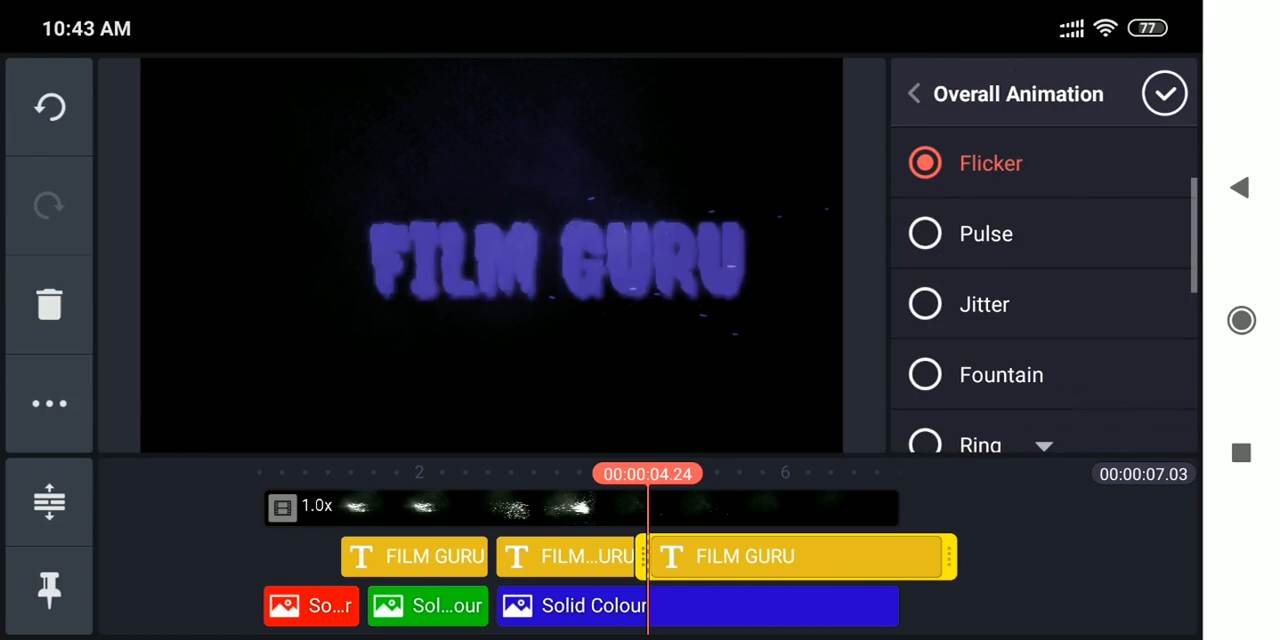 10:43 AM
77
Overall Animation
Flicker
FILM GURU
Pulse
Jitter
Fountain
Ring
2
00:00:04.24
6
00:00:07.03
1.0x
FILM GURU
FILM...URU
FILM GURU
So...r
Sol...our
Solid Colour